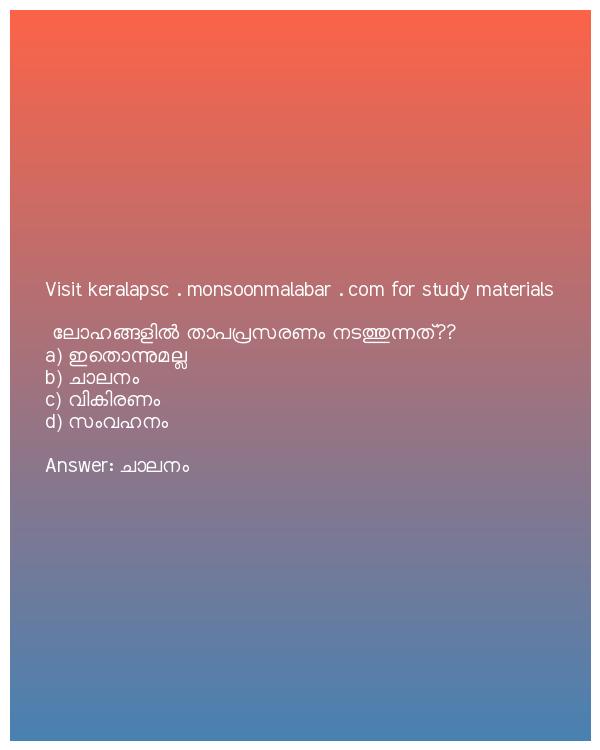 Visit keralapsc . monsoonmalabar . com for study materials
ലോഹങ്ങളിൽ താപപ്രസരണം നടത്തുന്നത്??
a) ഇതൊന്നുമല്ല
b) ചാലനം
c) വികിരണം
d) സംവഹനം
Answer: ചാലനം